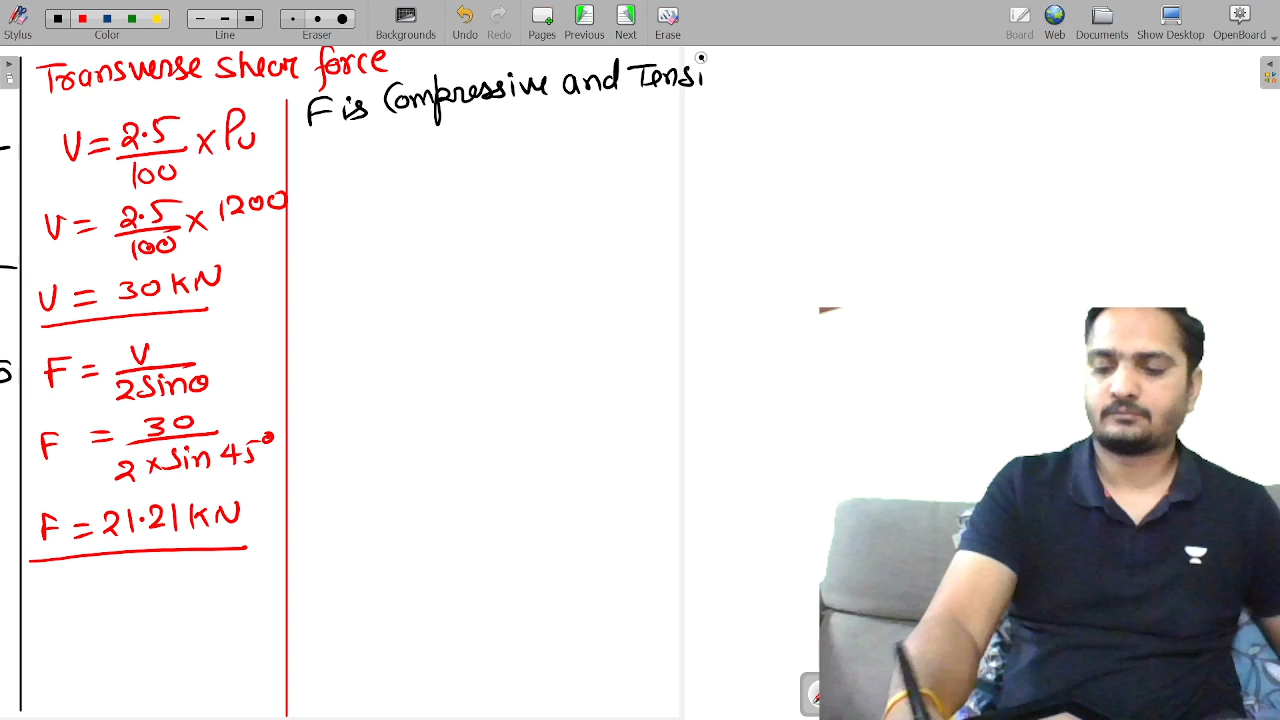 Stylus
Color
Line
Eraser
Backgrounds
Undo
Redo
Pages
Previous
Next
Erase
Board
Web
Documents
Show Desktop
OpenBoard
Transverse shear force
V = 2.5/100 × Pu
V = 2.5/100 × 1200
V = 30 KN
F = V/2sinθ
F = 30/2 × sin 45°
F = 21.21 KN
F is Compressive and Tensi